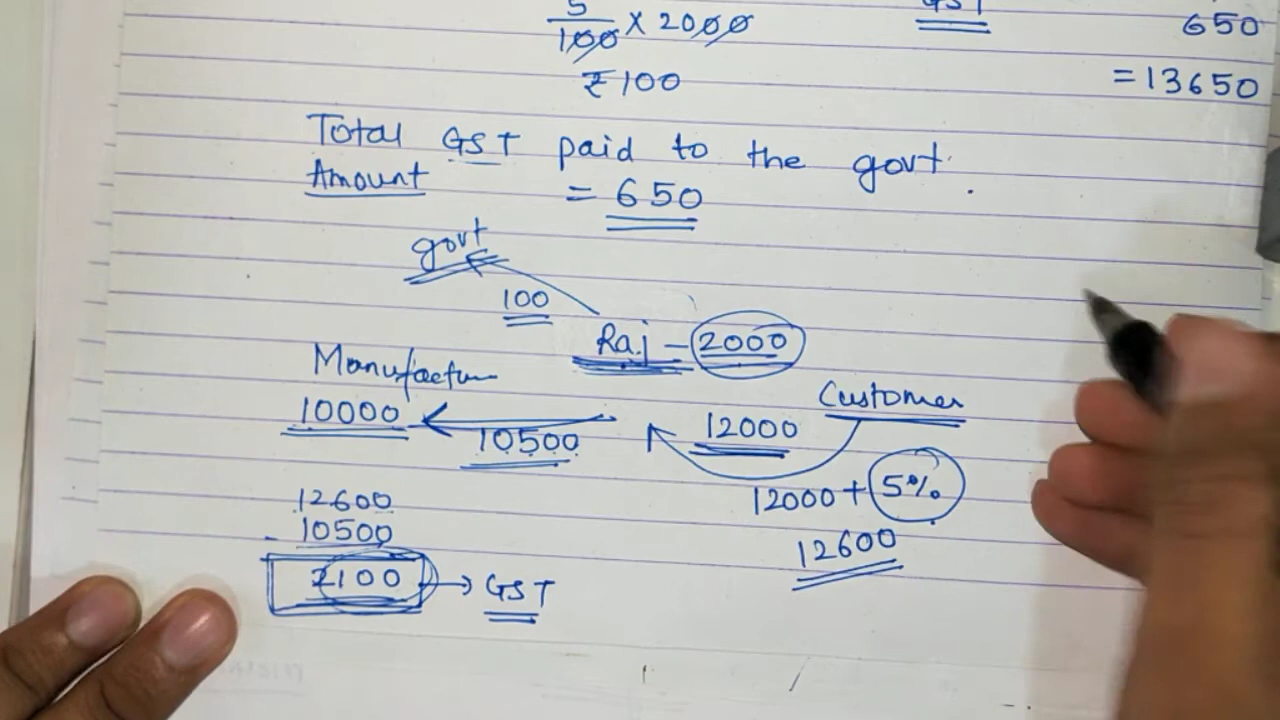 5/100 × 2000
₹100
GST 650
= 13650
Total GST paid to the govt.
Amount = 650
govt
100
Raj – 2000
Manufactur
10000
10500
Customer
12000
12000 + 5%
12600
12600
- 10500
2100 → GST